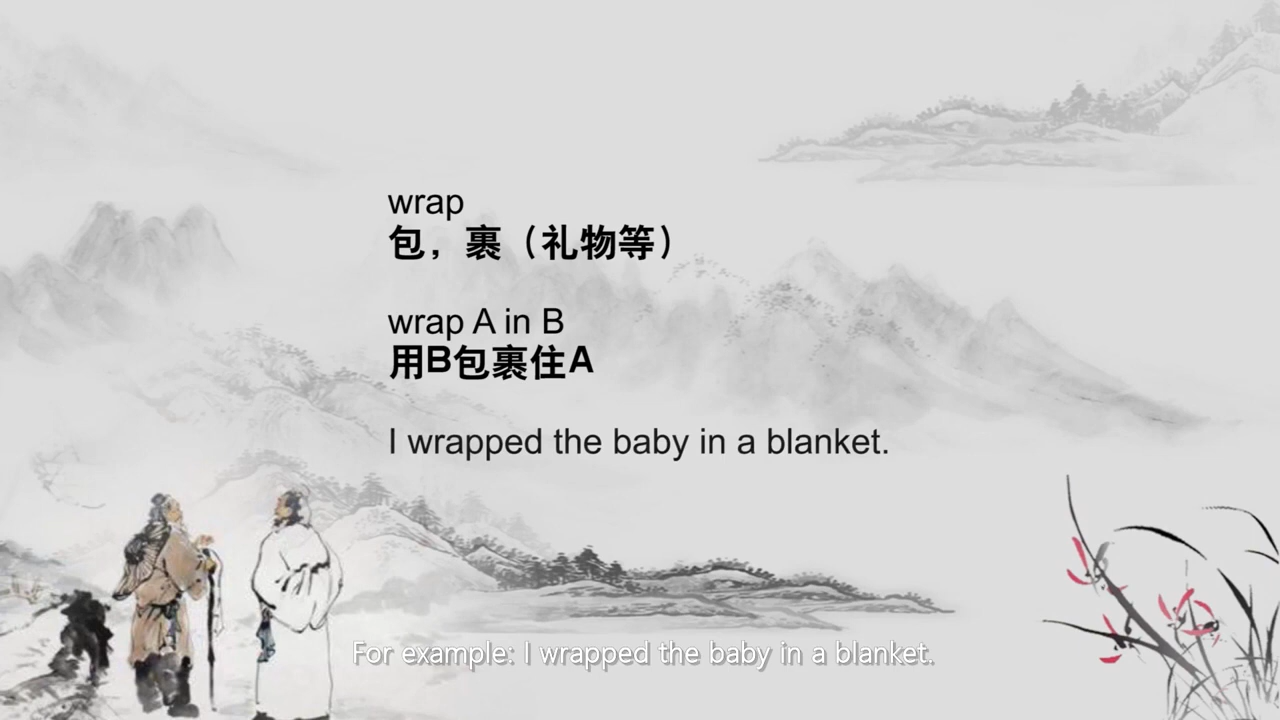 wrap
包，裹（礼物等）
wrap A in B
用B包裹住A
I wrapped the baby in a blanket.
For example: I wrapped the baby in a blanket.